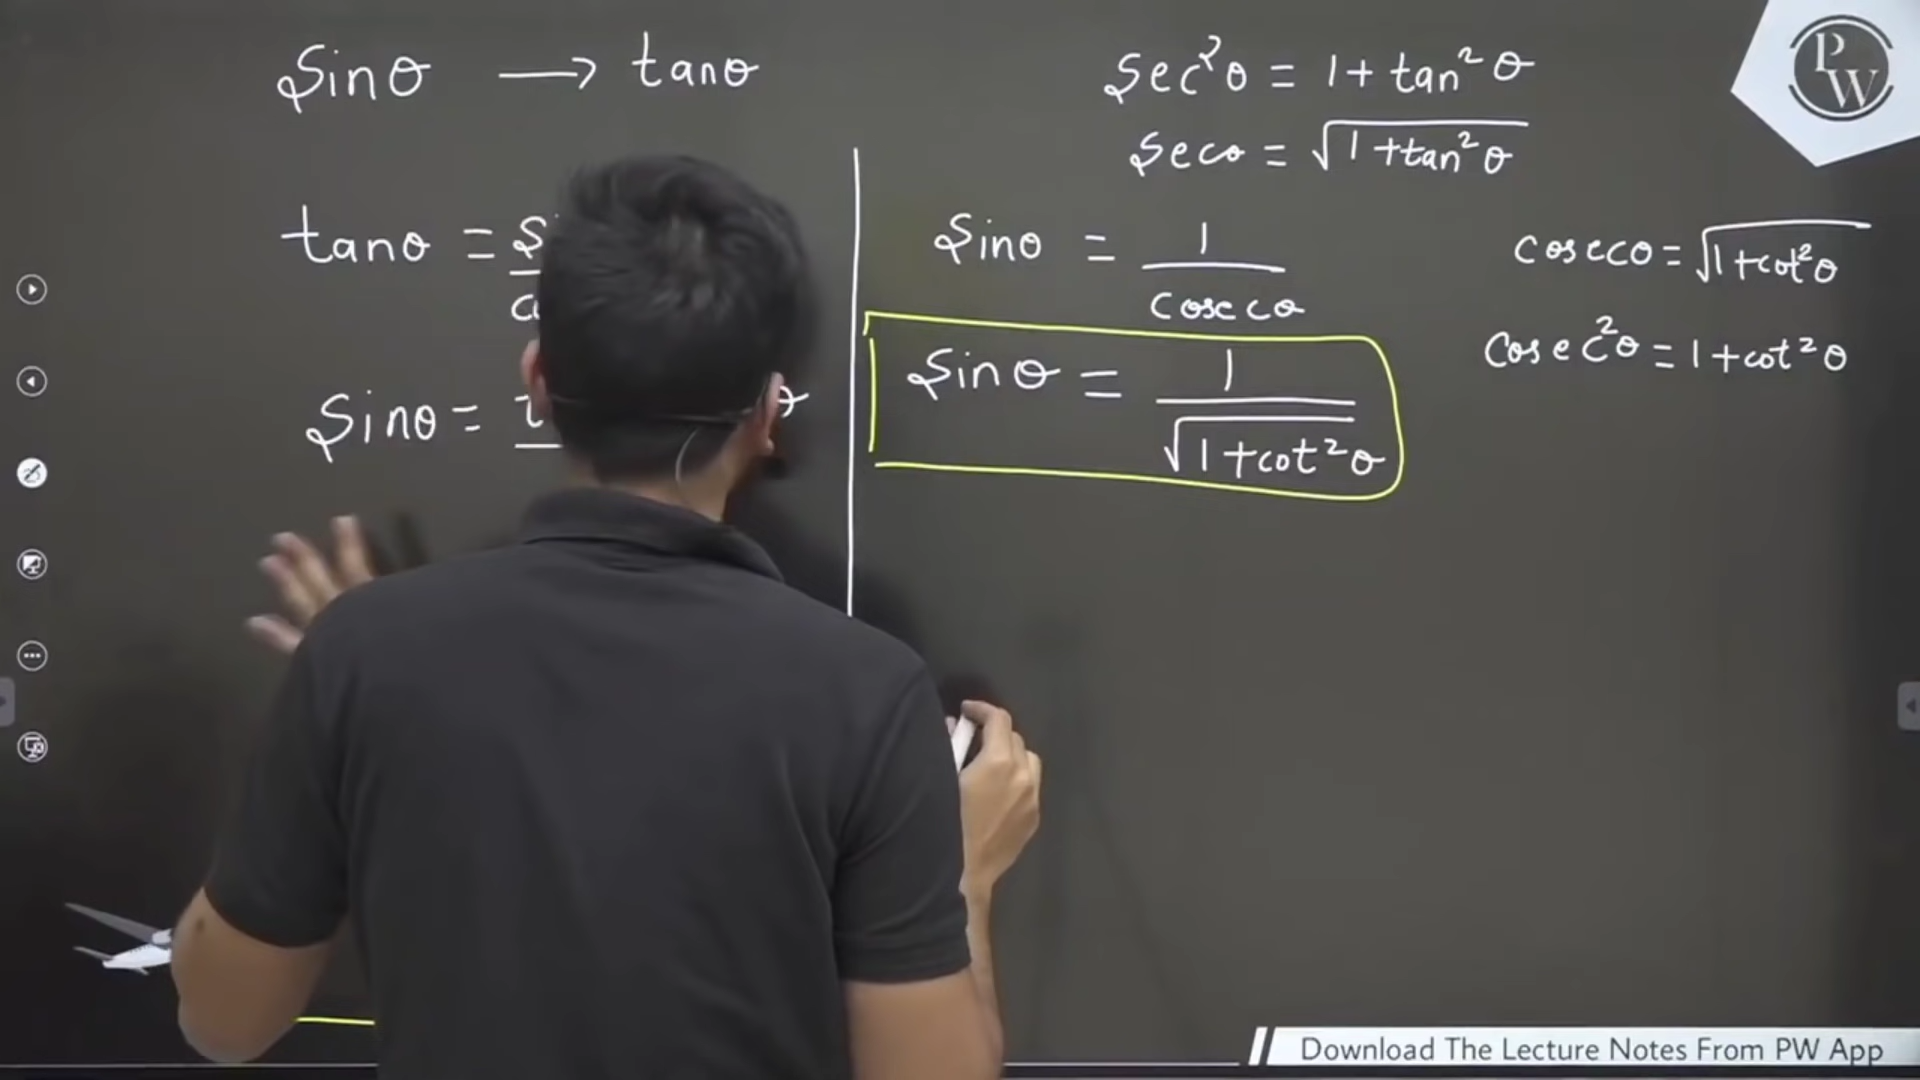 sinθ → tanθ
sec²θ = 1 + tan²θ
secθ = √1 + tan²θ
tanθ =
sinθ = 1/cosecθ
cosecθ = √1 + cot²θ
sinθ = 1/√1 + cot²θ
cosec²θ = 1 + cot²θ
sinθ =
PW
Download The Lecture Notes From PW App